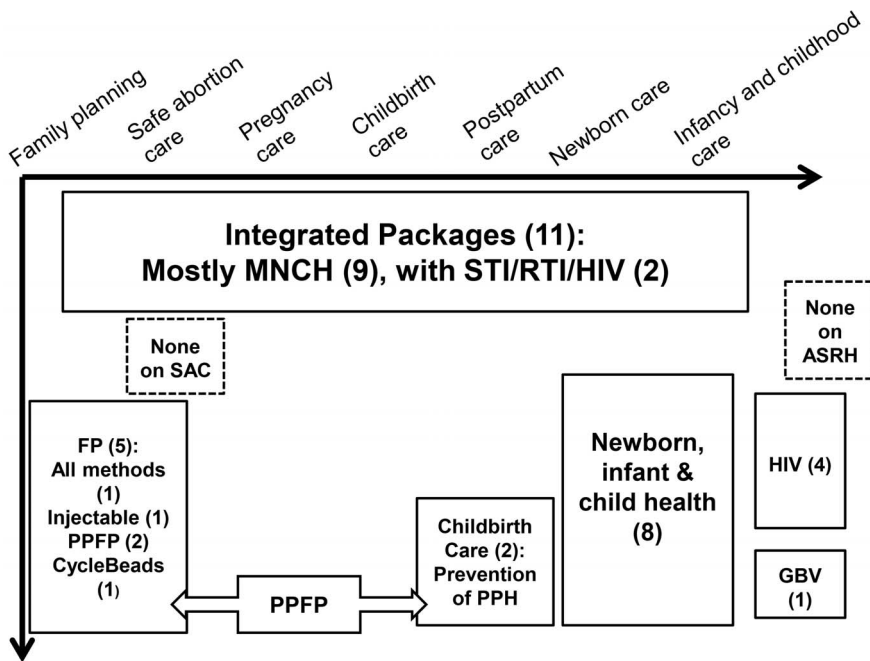 Family planning
Safe abortion
care
Pregnancy
care
Childbirth
care
Postpartum
care
Newborn care
Infancy and childhood
care
Integrated Packages (11):
Mostly MNCH (9), with STI/RTI/HIV (2)
None
on SAC
None
on
ASRH
FP (5):
All methods
(1)
Injectable (1)
PPFP (2)
CycleBeads
(1)
PPFP
Childbirth
Care (2):
Prevention
of PPH
Newborn,
infant &
child health
(8)
HIV (4)
GBV
(1)